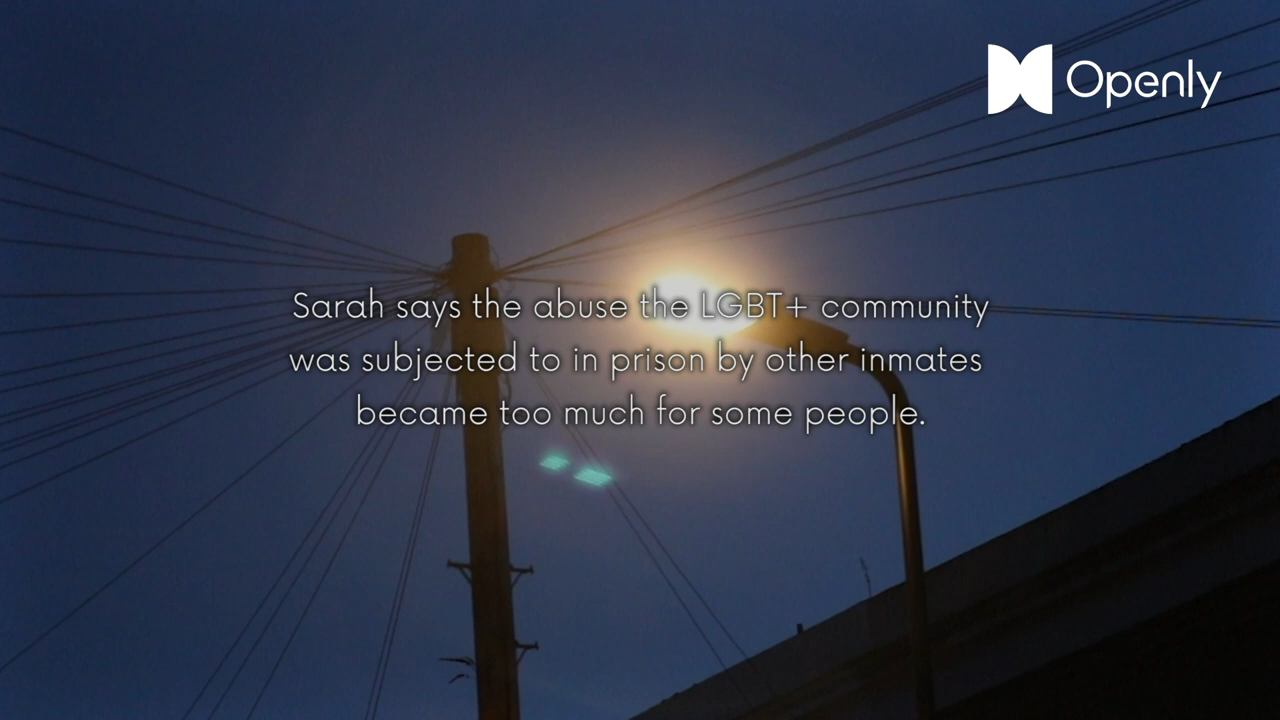 Openly
Sarah says the abuse the LGBT+ community
was subjected to in prison by other inmates
became too much for some people.